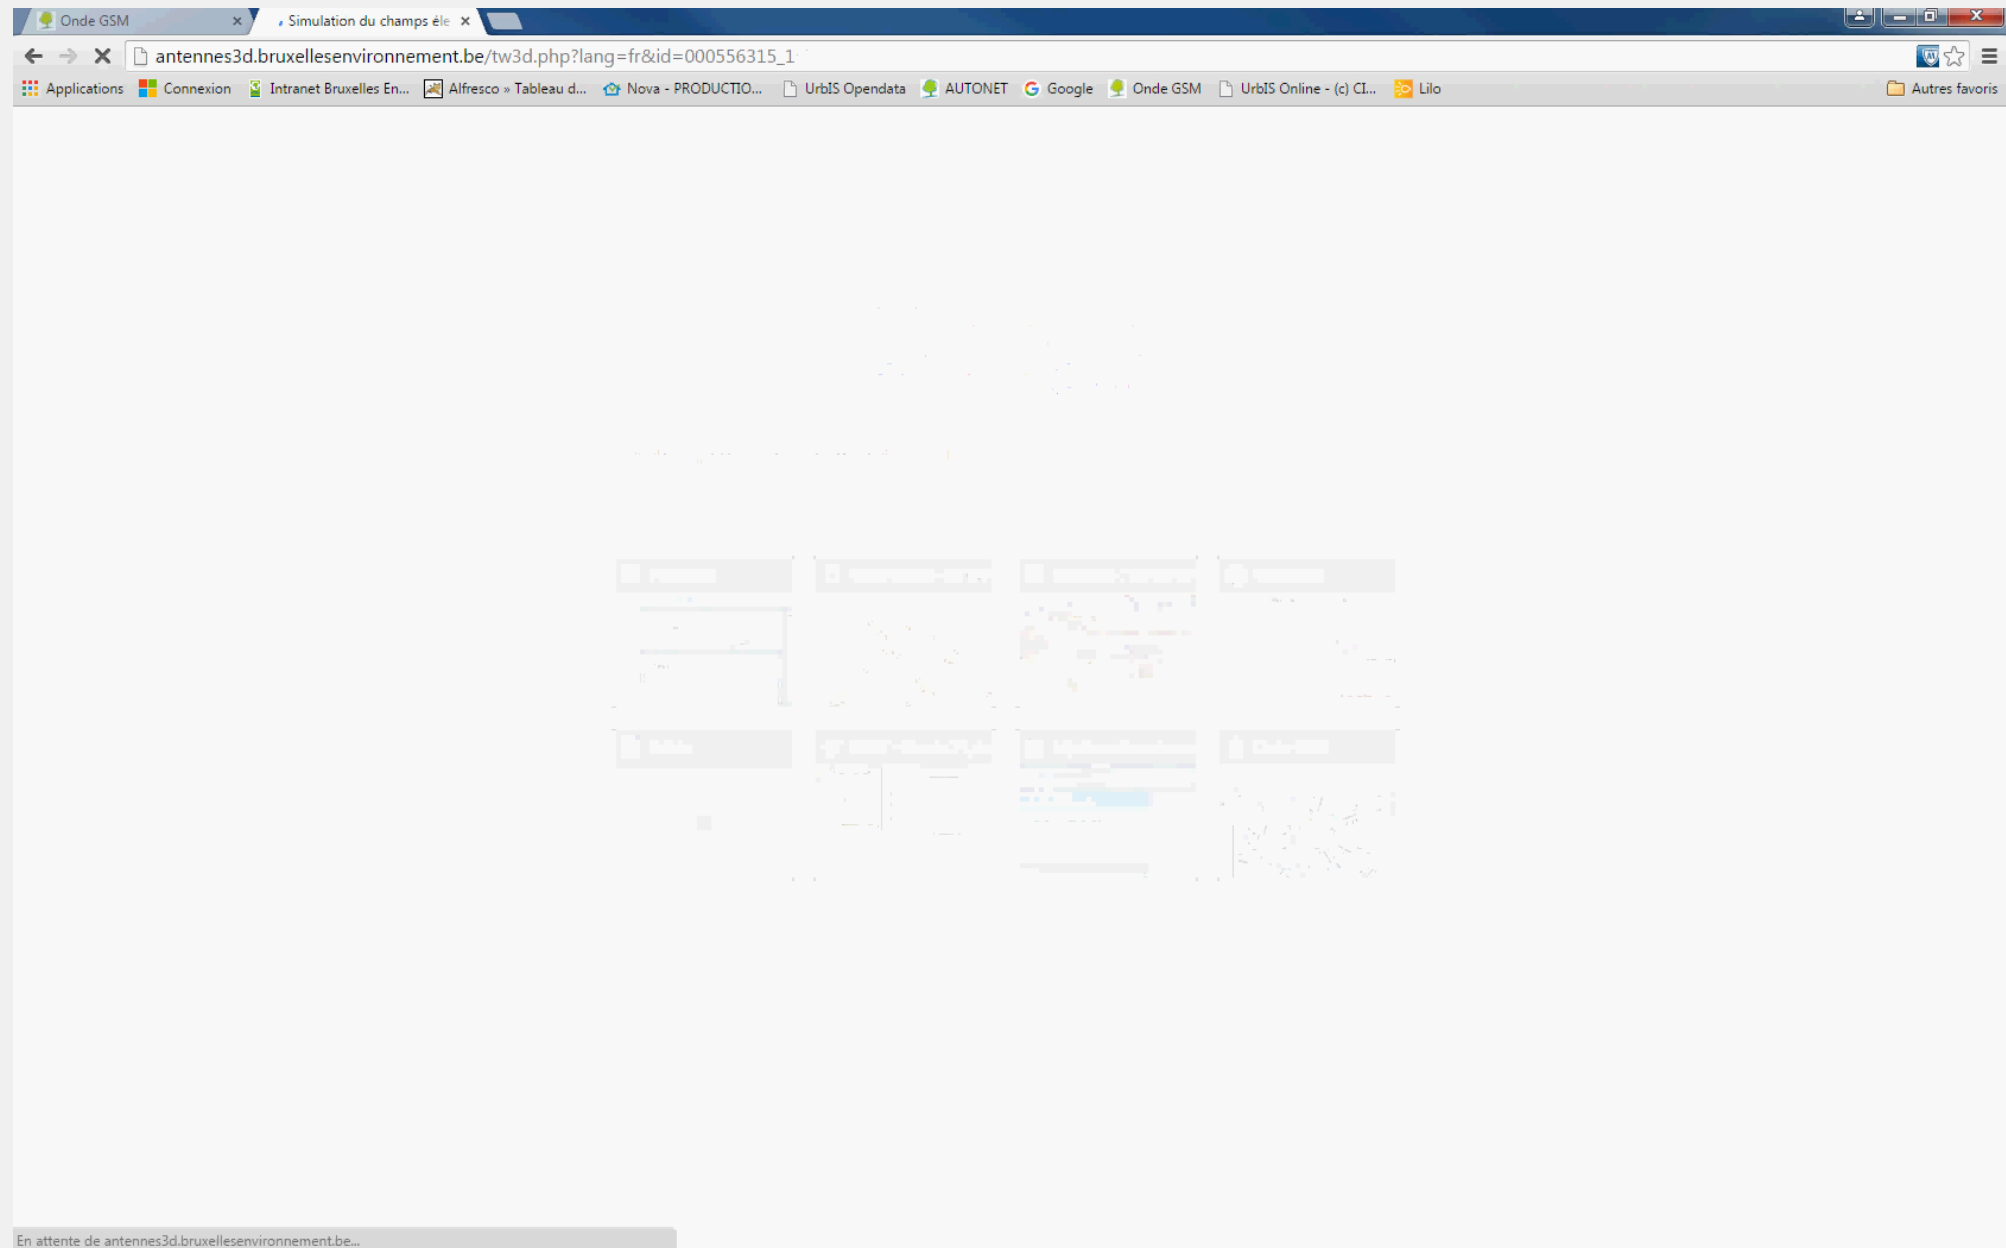 Onde GSM
Simulation du champs éle
antennes3d.bruxellesenvironnement.be/tw3d.php?lang=fr&id=000556315_1
Applications Connexion Intranet Bruxelles En... Alfresco » Tableau d... Nova - PRODUCTIO... UrbIS Opendata AUTONET Google Onde GSM UrbIS Online - (c) CI... Lilo Autres favoris
En attente de antennes3d.bruxellesenvironnement.be...